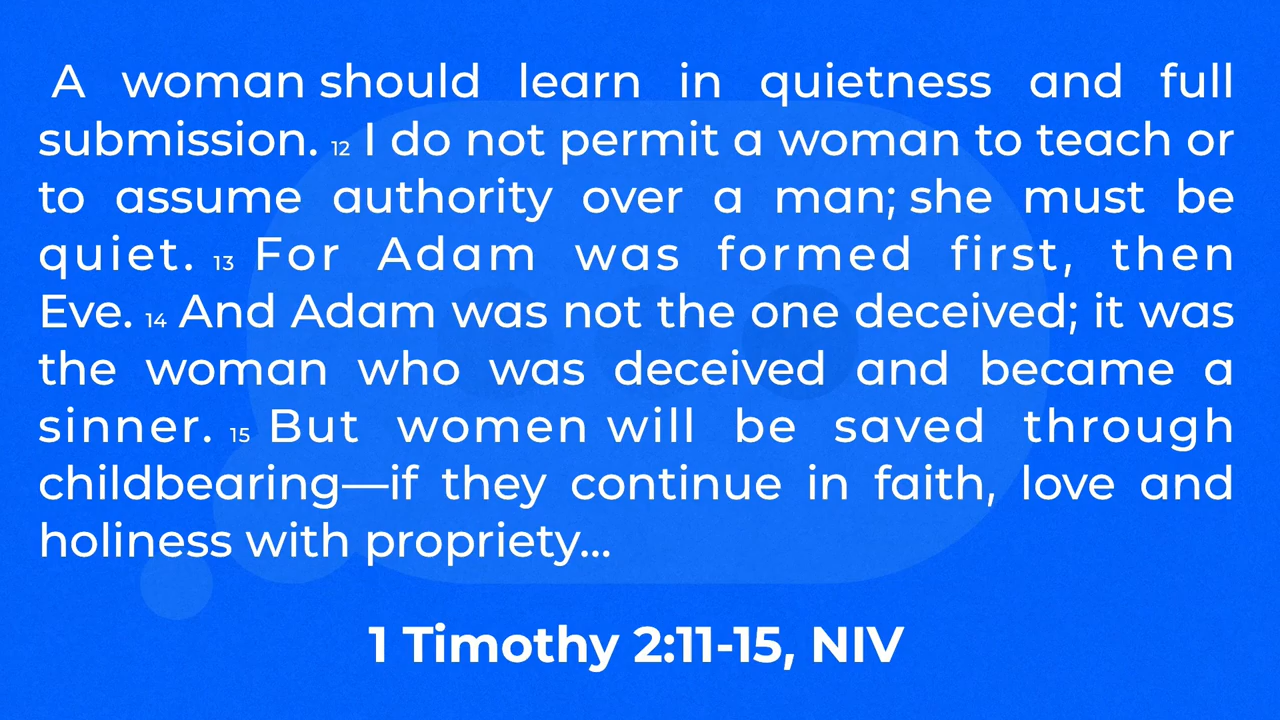 A woman should learn in quietness and full
submission. 12 I do not permit a woman to teach or
to assume authority over a man; she must be
quiet. 13 For Adam was formed first, then
Eve. 14 And Adam was not the one deceived; it was
the woman who was deceived and became a
sinner. 15 But women will be saved through
childbearing—if they continue in faith, love and
holiness with propriety...
1 Timothy 2:11-15, NIV